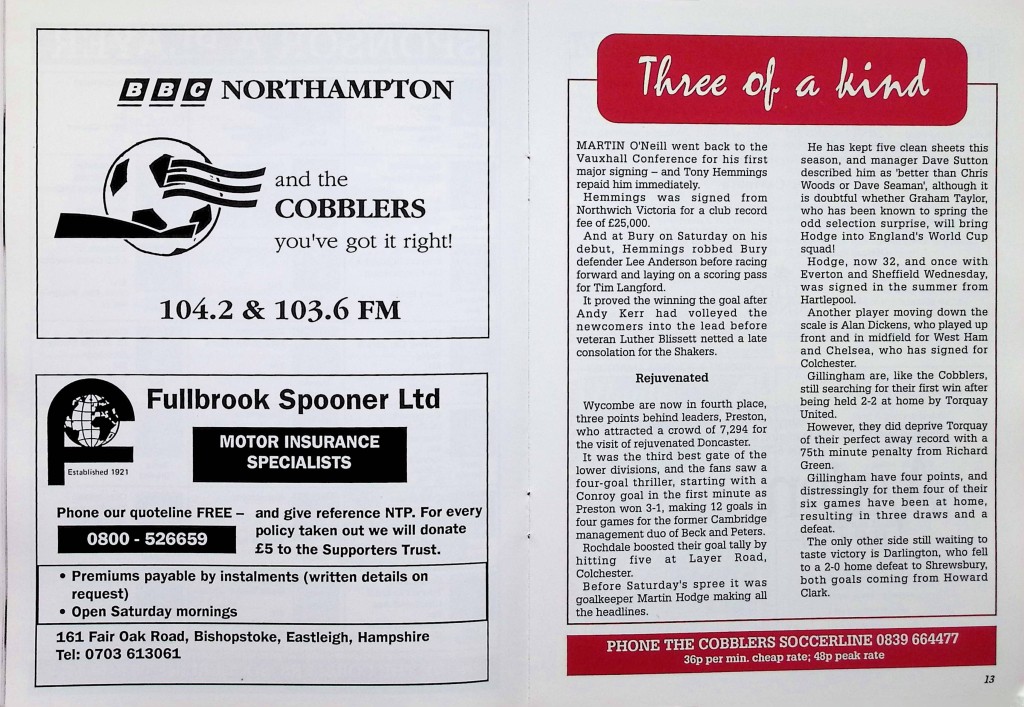 BBC NORTHAMPTON
and the
COBBLERS
you've got it right!
104.2 & 103.6 FM
Fullbrook Spooner Ltd
MOTOR INSURANCE
SPECIALISTS
Established 1921
Phone our quoteline FREE –
0800 - 526659
and give reference NTP. For every
policy taken out we will donate
£5 to the Supporters Trust.
• Premiums payable by instalments (written details on
request)
• Open Saturday mornings
161 Fair Oak Road, Bishopstoke, Eastleigh, Hampshire
Tel: 0703 613061
Three of a kind
MARTIN O'Neill went back to the
Vauxhall Conference for his first
major signing – and Tony Hemmings
repaid him immediately.
Hemmings was signed from
Northwich Victoria for a club record
fee of £25,000.
And at Bury on Saturday on his
debut, Hemmings robbed Bury
defender Lee Anderson before racing
forward and laying on a scoring pass
for Tim Langford.
It proved the winning the goal after
Andy Kerr had volleyed the
newcomers into the lead before
veteran Luther Blissett netted a late
consolation for the Shakers.
Rejuvenated
Wycombe are now in fourth place,
three points behind leaders, Preston,
who attracted a crowd of 7,294 for
the visit of rejuvenated Doncaster.
It was the third best gate of the
lower divisions, and the fans saw a
four-goal thriller, starting with a
Conroy goal in the first minute as
Preston won 3-1, making 12 goals in
four games for the former Cambridge
management duo of Beck and Peters.
Rochdale boosted their goal tally by
hitting five at Layer Road,
Colchester.
Before Saturday's spree it was
goalkeeper Martin Hodge making all
the headlines.
He has kept five clean sheets this
season, and manager Dave Sutton
described him as 'better than Chris
Woods or Dave Seaman', although it
is doubtful whether Graham Taylor,
who has been known to spring the
odd selection surprise, will bring
Hodge into England's World Cup
squad!
Hodge, now 32, and once with
Everton and Sheffield Wednesday,
was signed in the summer from
Hartlepool.
Another player moving down the
scale is Alan Dickens, who played up
front and in midfield for West Ham
and Chelsea, who has signed for
Colchester.
Gillingham are, like the Cobblers,
still searching for their first win after
being held 2-2 at home by Torquay
United.
However, they did deprive Torquay
of their perfect away record with a
75th minute penalty from Richard
Green.
Gillingham have four points, and
distressingly for them four of their
six games have been at home,
resulting in three draws and a
defeat.
The only other side still waiting to
taste victory is Darlington, who fell
to a 2-0 home defeat to Shrewsbury,
both goals coming from Howard
Clark.
PHONE THE COBBLERS SOCCERLINE 0839 664477
36p per min. cheap rate; 48p peak rate
13